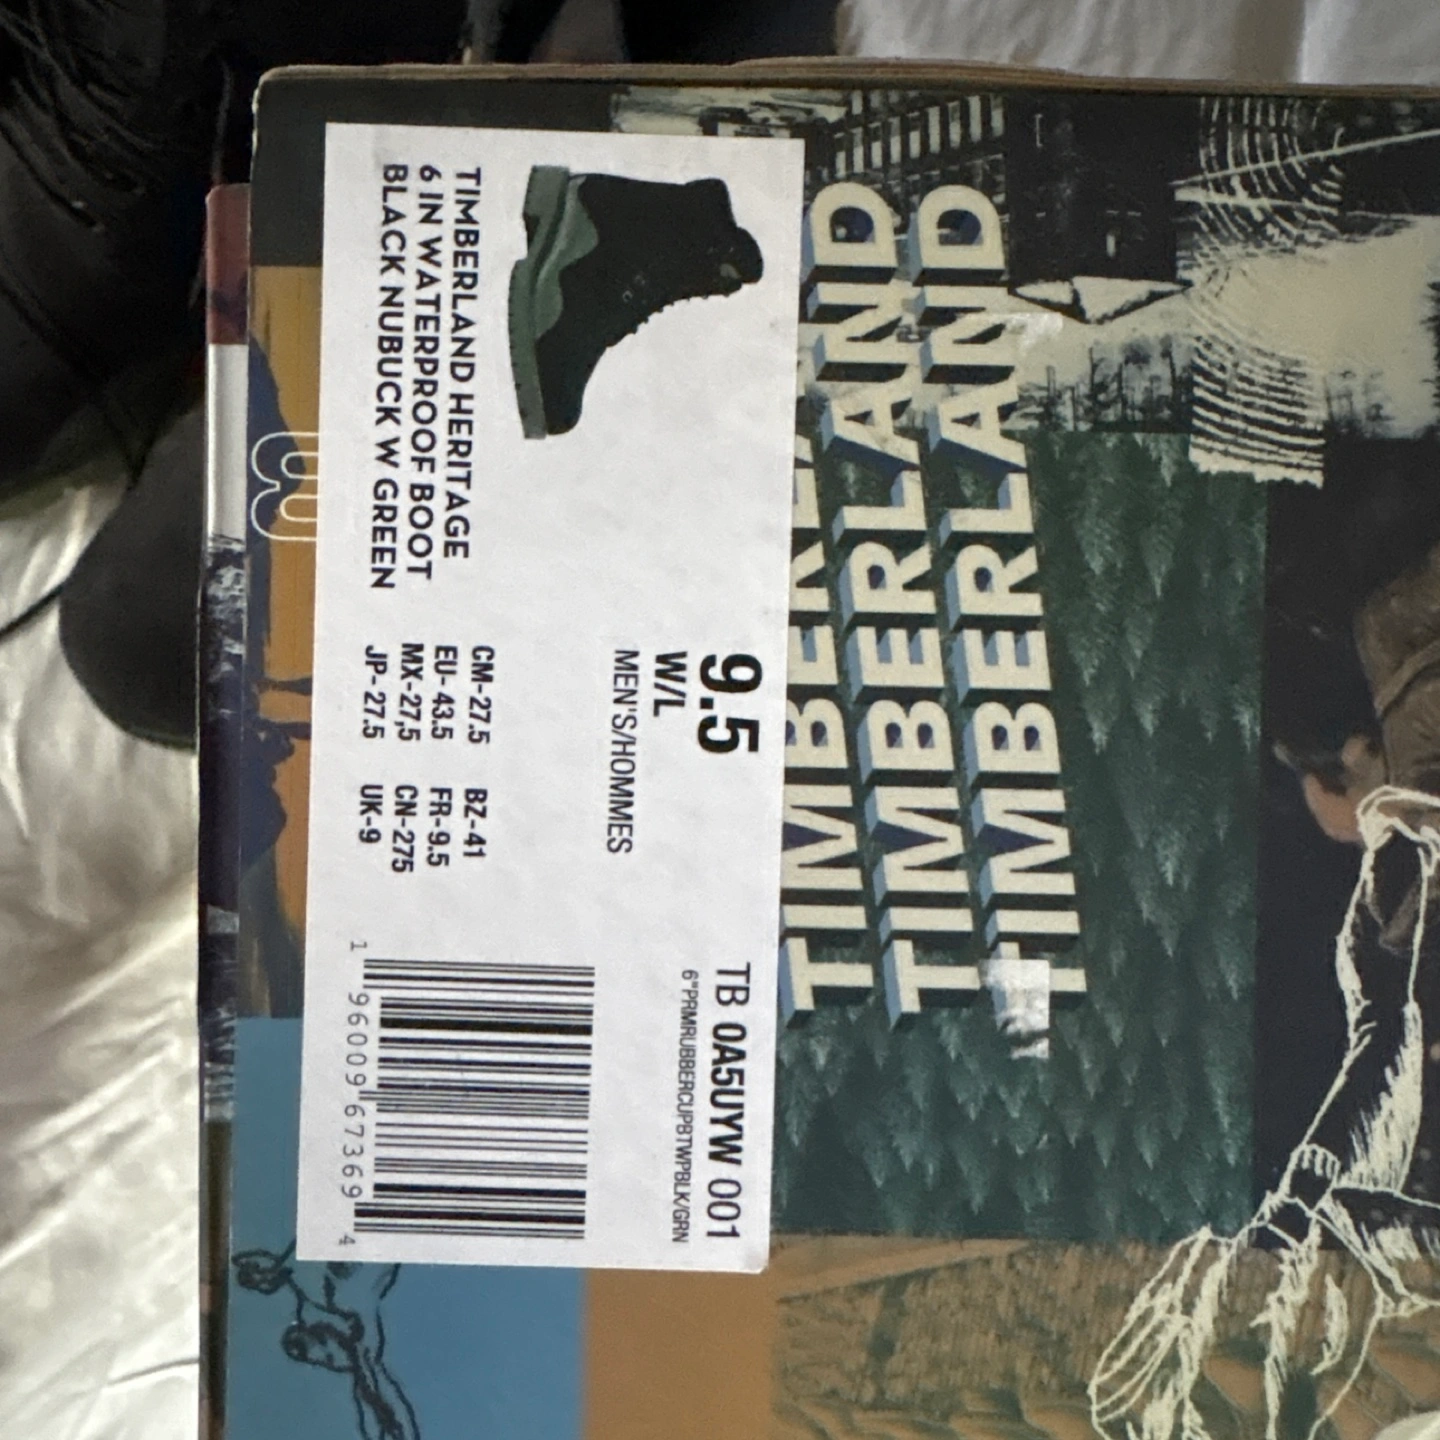 TIMBERLAND HERITAGE
6 IN WATERPROOF BOOT
BLACK NUBUCK W GREEN
9.5
W/L
MEN'S/HOMMES
CM-27.5 BZ-41
EU-43.5 FR-9.5
MX-27,5 CN-275
JP-27.5 UK-9
TB 0A5UYW 001
6"PRMRUBBERCUPBTWPBLK/GRN
1 96009 67369 4
TIMBERLAND
TIMBERLAND
TIMBERLAND